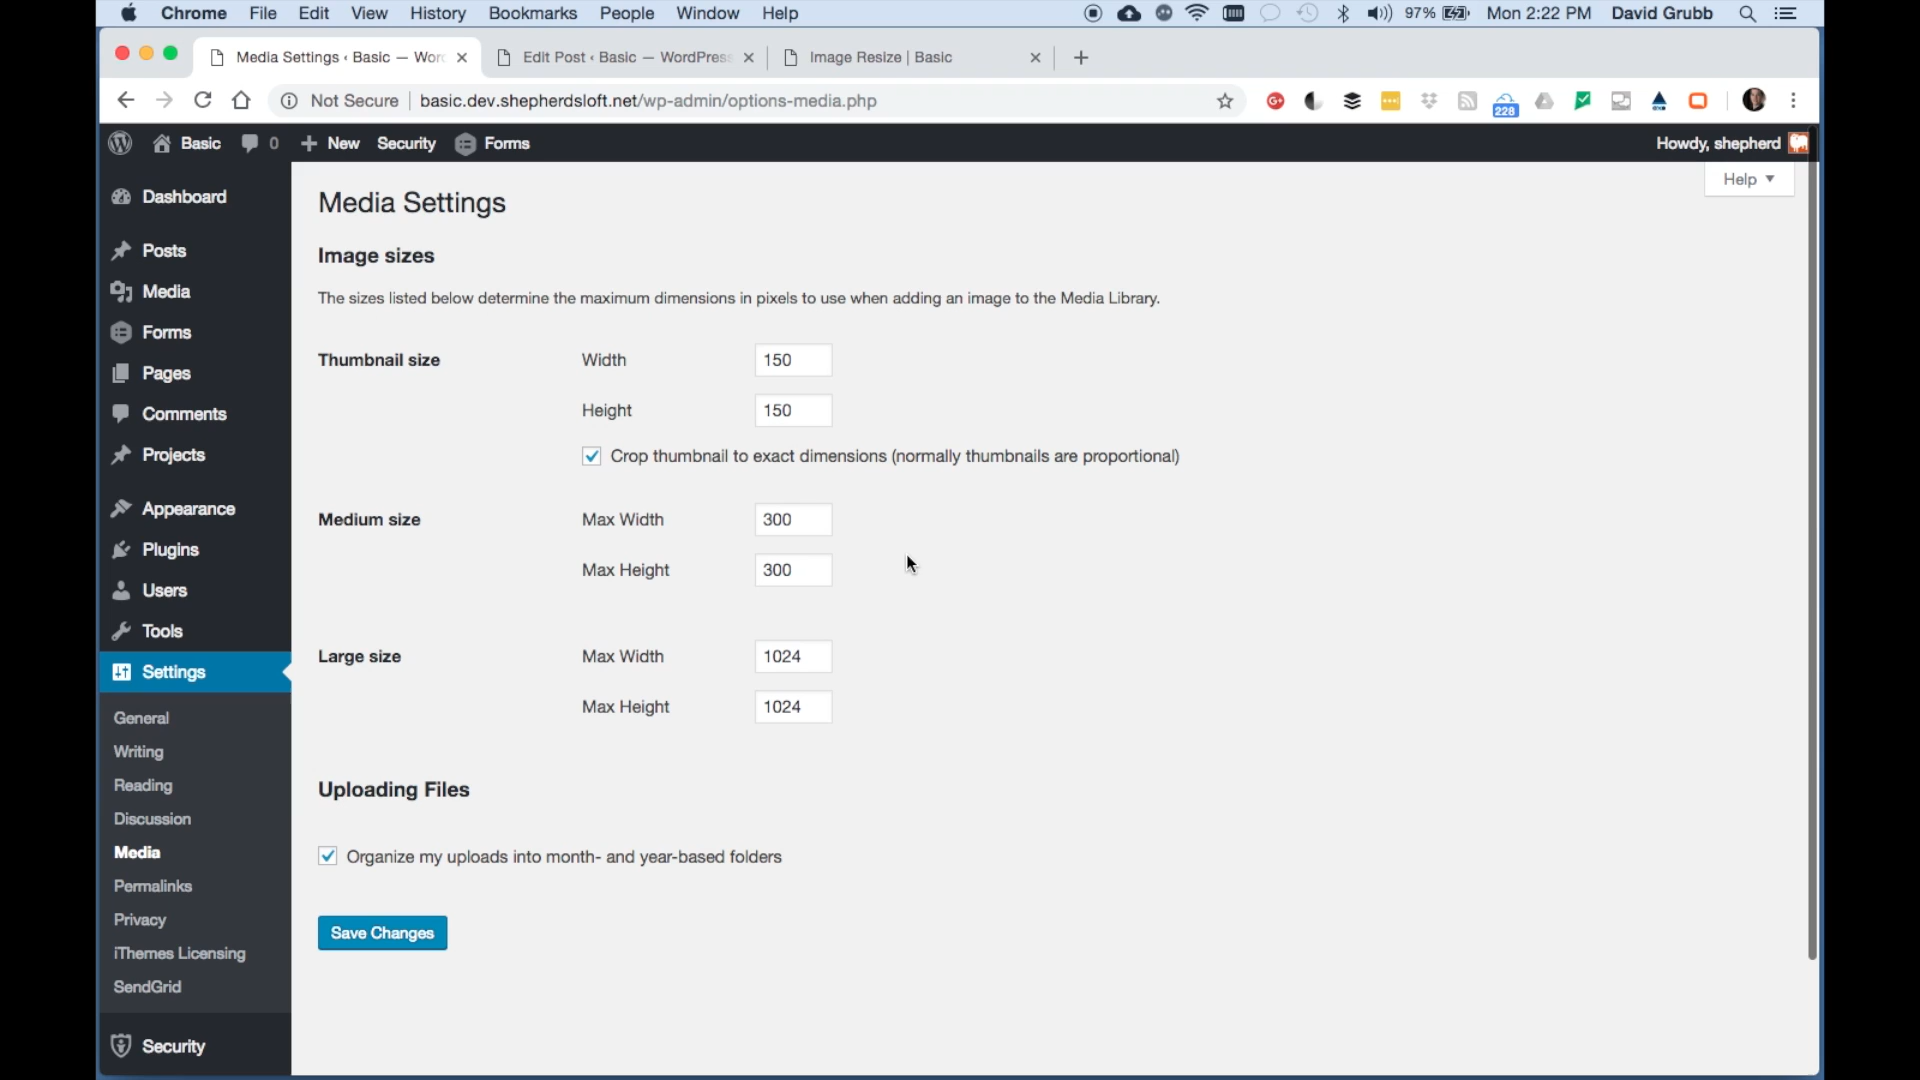 Chrome File Edit View History Bookmarks People Window Help 97% Mon 2:22 PM David Grubb
Media Settings ‹ Basic — Wor
Edit Post ‹ Basic — WordPress
Image Resize | Basic
Not Secure basic.dev.shepherdsloft.net/wp-admin/options-media.php
228
Basic 0 New Security Forms Howdy, shepherd
Help
Dashboard
Posts
Media
Forms
Pages
Comments
Projects
Appearance
Plugins
Users
Tools
Settings
General
Writing
Reading
Discussion
Media
Permalinks
Privacy
iThemes Licensing
SendGrid
Security
Media Settings
Image sizes
The sizes listed below determine the maximum dimensions in pixels to use when adding an image to the Media Library.
Thumbnail size Width 150
Height 150
Crop thumbnail to exact dimensions (normally thumbnails are proportional)
Medium size Max Width 300
Max Height 300
Large size Max Width 1024
Max Height 1024
Uploading Files
Organize my uploads into month- and year-based folders
Save Changes